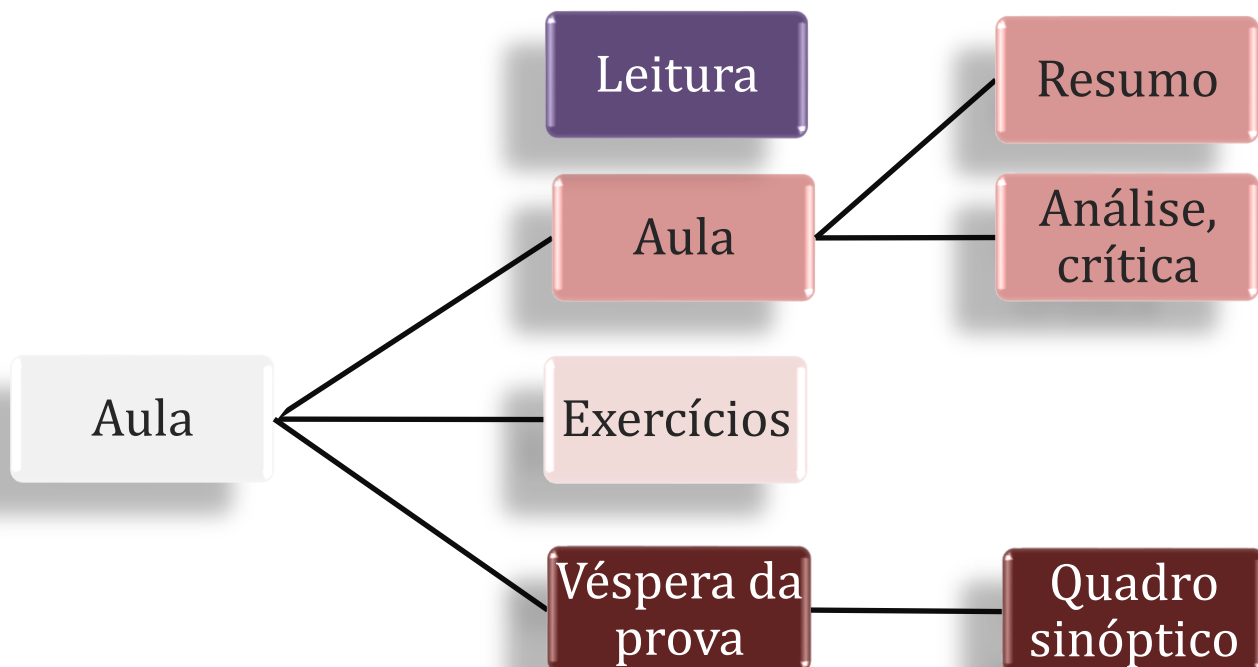 Leitura
Resumo
Aula
Análise,
crítica
Aula
Exercícios
Véspera da
prova
Quadro
sinóptico